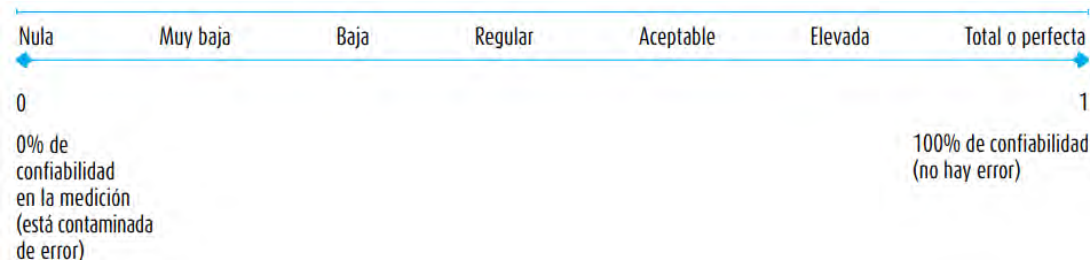 Nula Muy baja Baja Regular Aceptable Elevada Total o perfecta
0 1
0% de
confiabilidad
en la medición
(está contaminada
de error)
100% de confiabilidad
(no hay error)